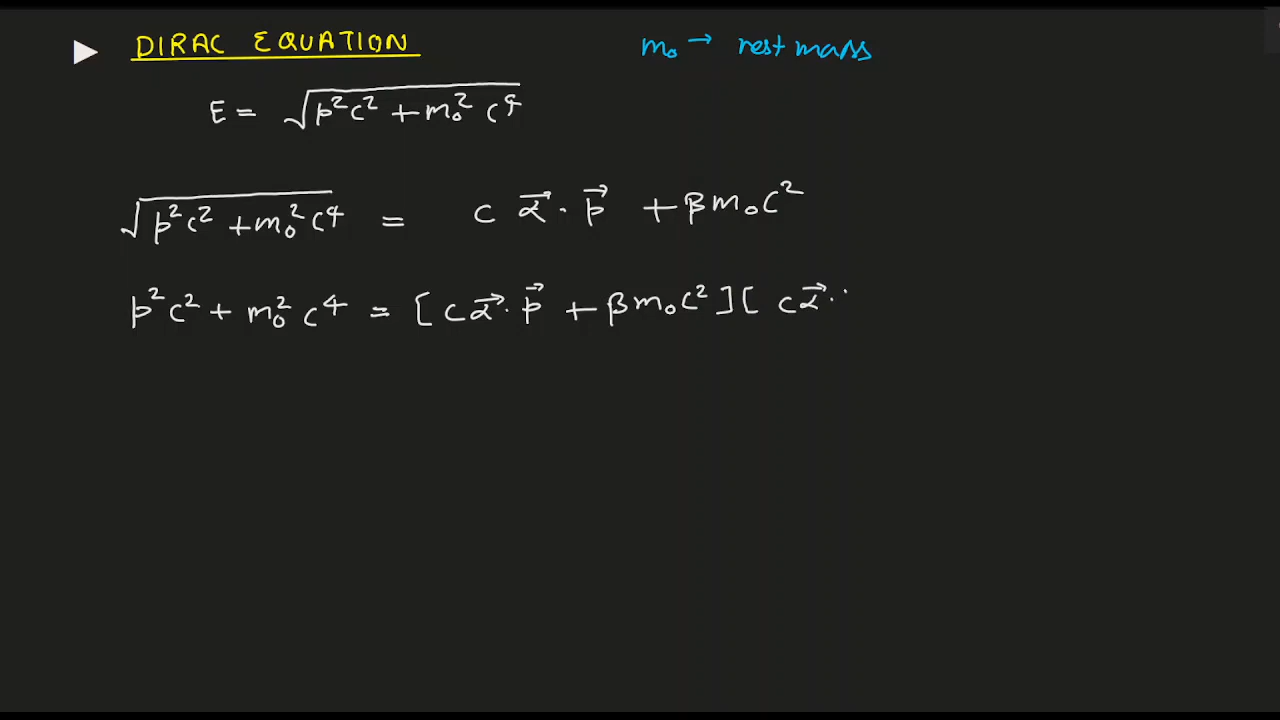 ▶ DIRAC EQUATION
m₀ → rest mass
E = √(p²c² + m₀²c⁴)
√(p²c² + m₀²c⁴) = c α⃗ · p⃗ + βm₀c²
p²c² + m₀²c⁴ = [cα⃗ · p⃗ + βm₀c²][cα⃗ ·